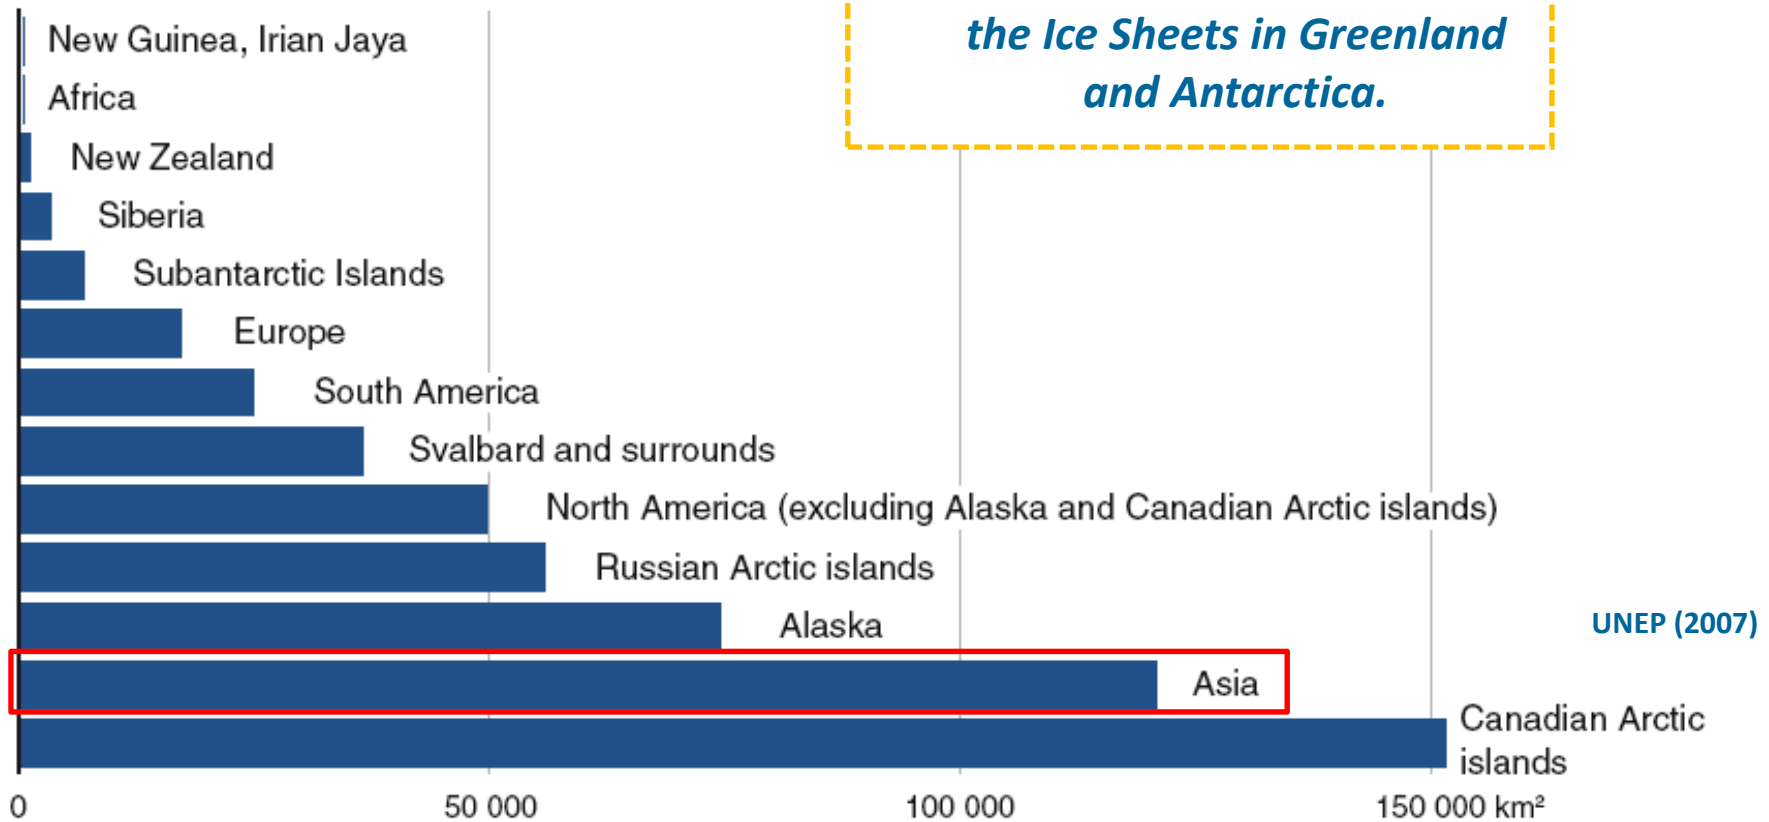 the Ice Sheets in Greenland
and Antarctica.
New Guinea, Irian Jaya
Africa
New Zealand
Siberia
Subantarctic Islands
Europe
South America
Svalbard and surrounds
North America (excluding Alaska and Canadian Arctic islands)
Russian Arctic islands
Alaska
UNEP (2007)
Asia
Canadian Arctic
islands
0 50 000 100 000 150 000 km²